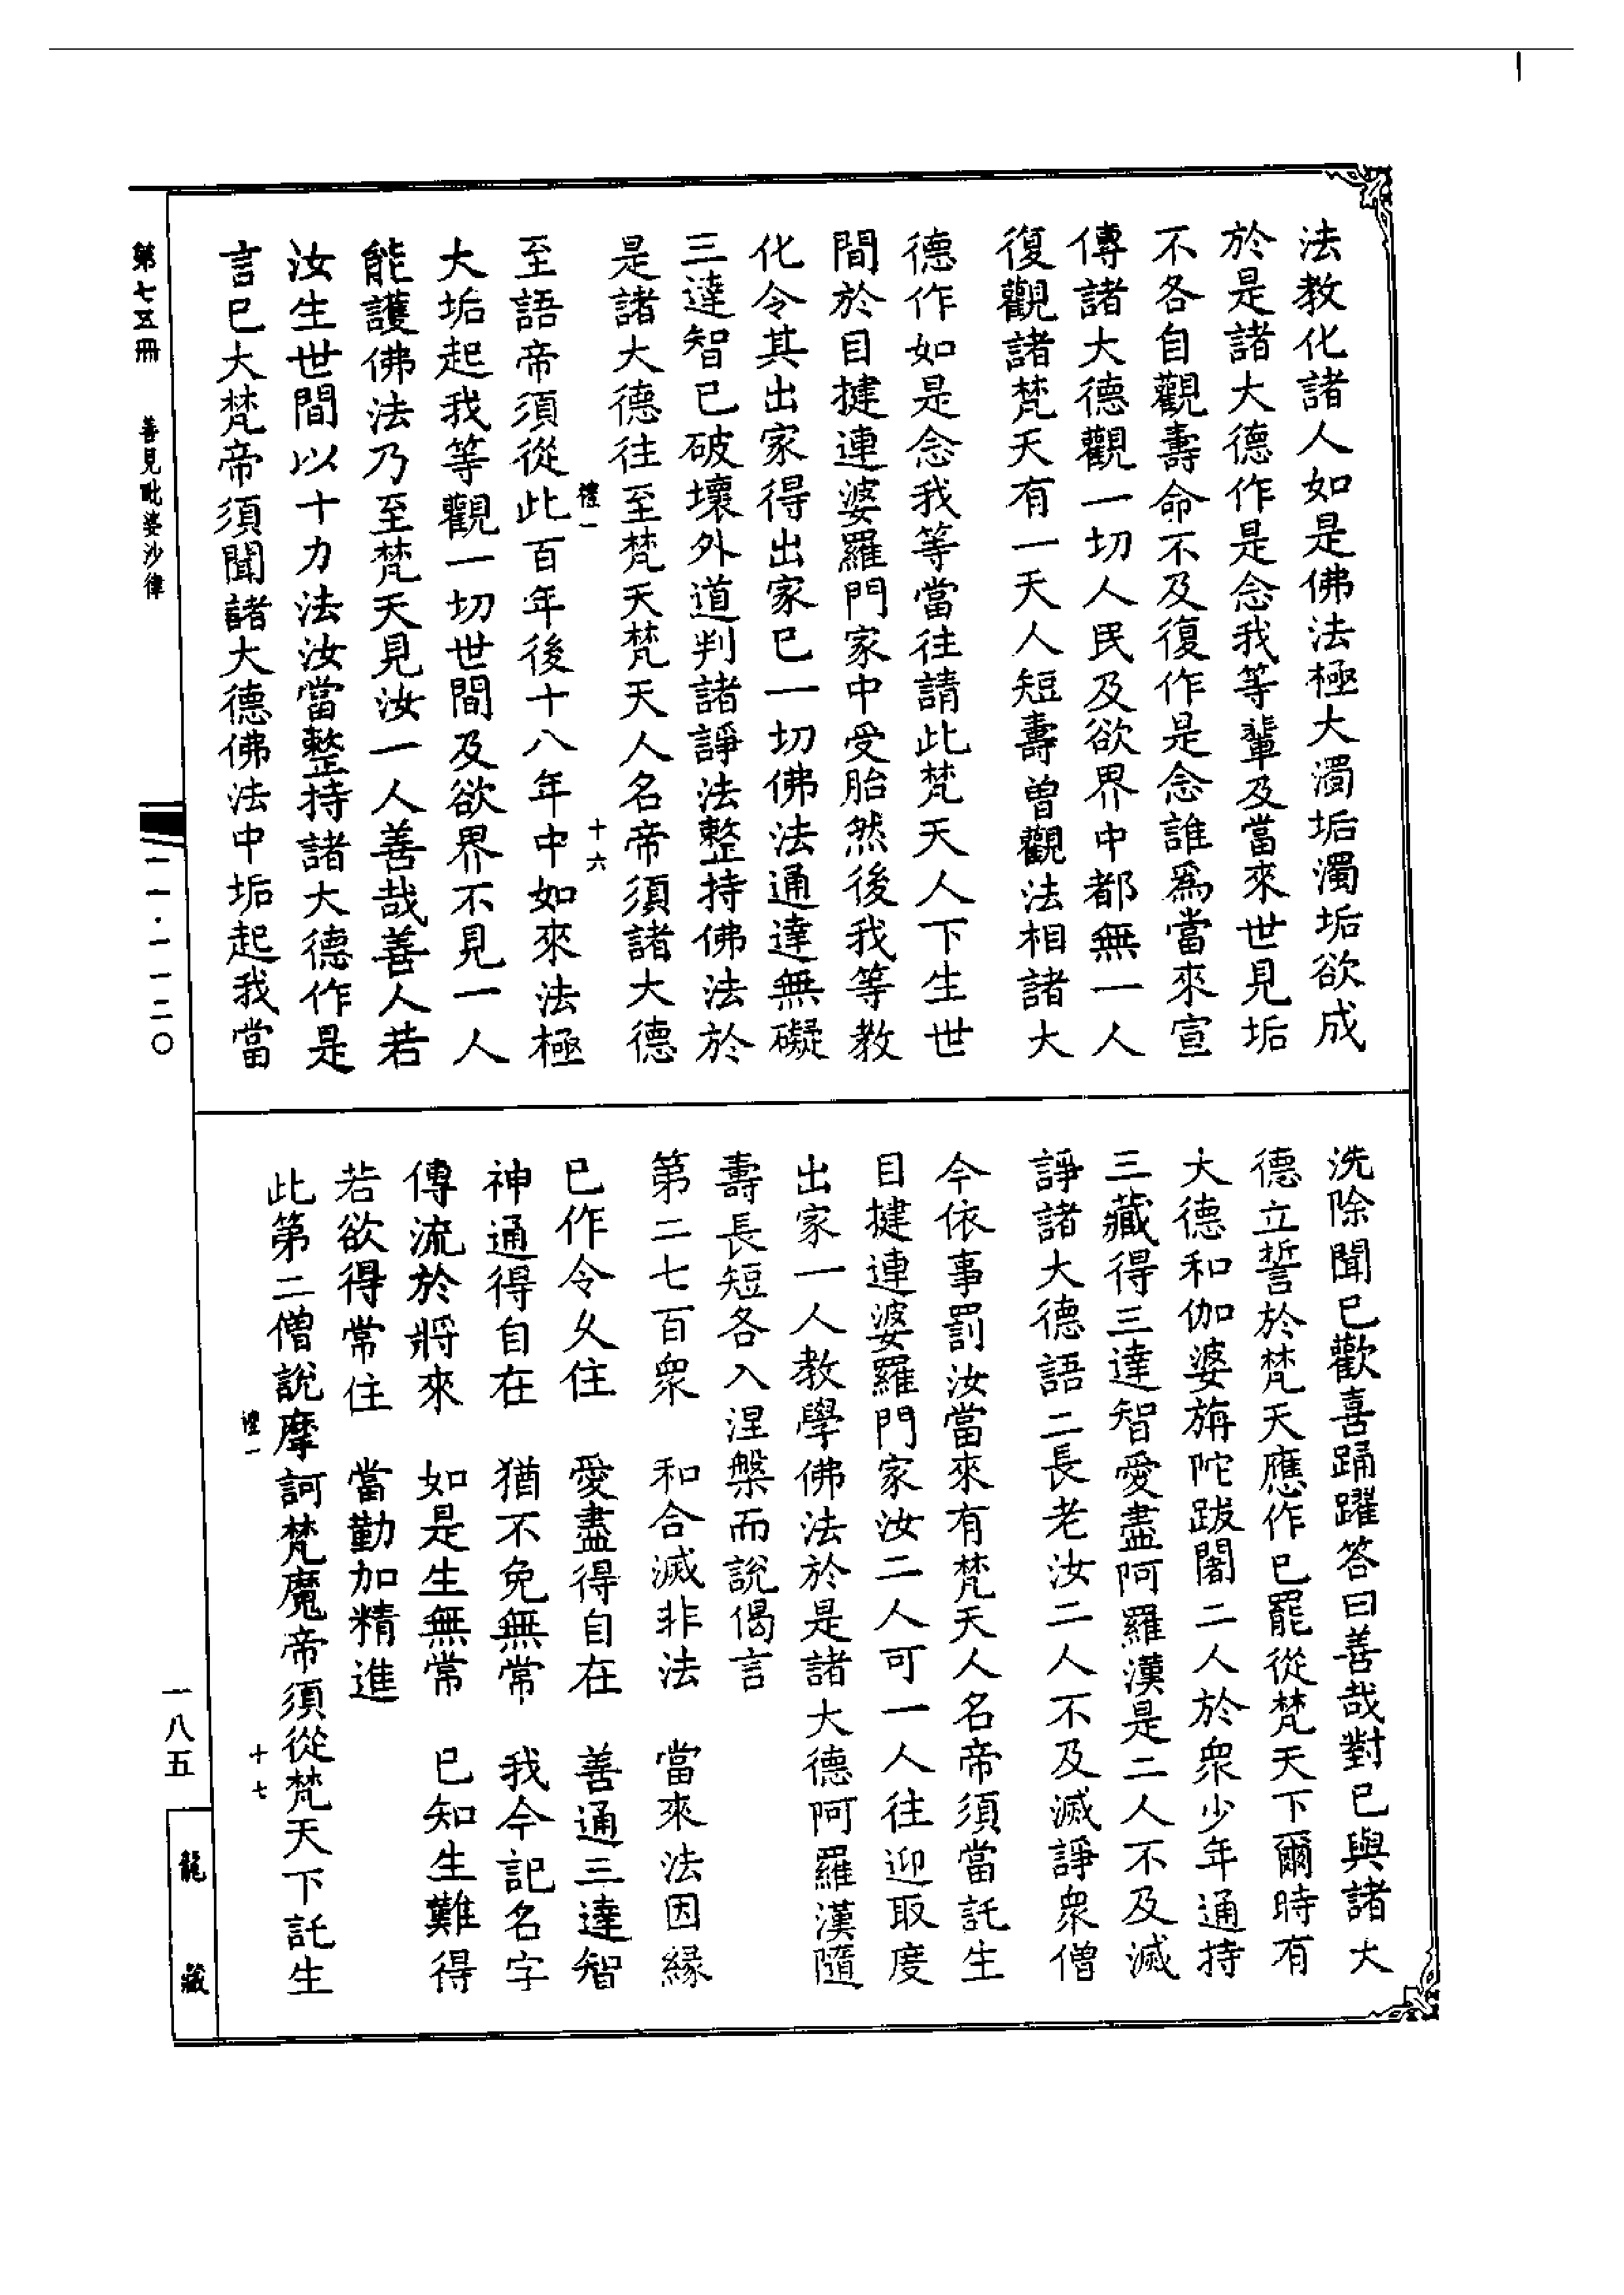 法教化諸人如是佛法極大濁垢濁垢欲成
於是諸大德作是念我等輩及當來世見垢
不各自觀壽命不及復作是念誰爲當來宣
傳諸大德觀一切人民及欲界中都無一人
復觀諸梵天有一天人短壽曾觀法相諸大
德作如是念我等當往請此梵天人下生世
間於目揵連婆羅門家中受胎然後我等教
化令其出家得出家已一切佛法通達無礙
三達智已破壞外道判諸諍法整持佛法於
是諸大德往至梵天梵天人名帝須諸大德
禮一 十六
至語帝須從此百年後十八年中如來法極
大垢起我等觀一切世間及欲界不見一人
能護佛法乃至梵天見汝一人善哉善人若
汝生世間以十力法汝當整持諸大德作是
言已大梵帝須聞諸大德佛法中垢起我當
洗除聞已歡喜踊躍答曰善哉對已與諸大
德立誓於梵天應作已罷從梵天下爾時有
大德和伽婆旃陀跋闍二人於衆少年通持
三藏得三達智愛盡阿羅漢是二人不及滅
諍諸大德語二長老汝二人不及滅諍衆僧
今依事罰汝當來有梵天人名帝須當託生
目揵連婆羅門家汝二人可一人往迎取度
出家一人教學佛法於是諸大德阿羅漢隨
壽長短各入涅槃而說偈言
第二七百衆 和合滅非法 當來法因緣
已作令久住 愛盡得自在 善通三達智
神通得自在 猶不免無常 我今記名字
傳流於將來 如是生無常 已知生難得
若欲得常住 當勤加精進
此第二僧說摩訶梵魔帝須從梵天下託生
禮一 十七
第七五冊 善見毗婆沙律 一一·一一二〇 一八五 龍藏